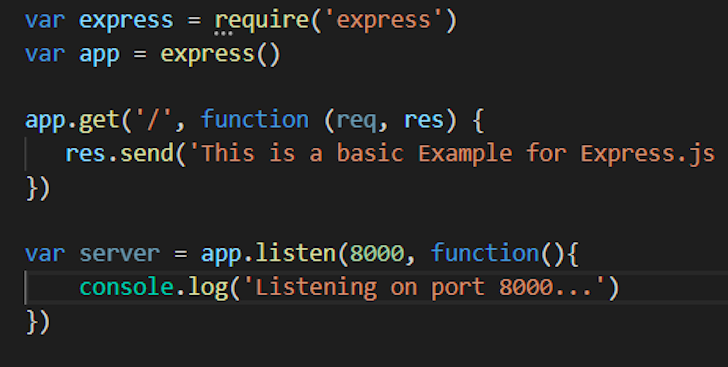 var express = require('express')
var app = express()
app.get('/', function (req, res) {
res.send('This is a basic Example for Express.js
})
var server = app.listen(8000, function(){
console.log('Listening on port 8000...')
})